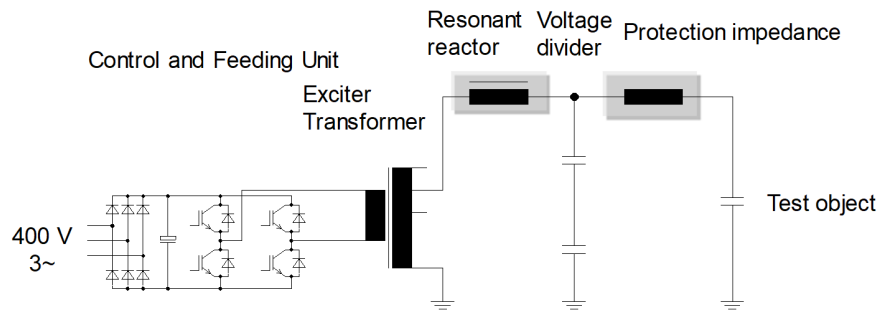 Control and Feeding Unit
Exciter
Transformer
Resonant
reactor
Voltage
divider
Protection impedance
400 V
3~
Test object